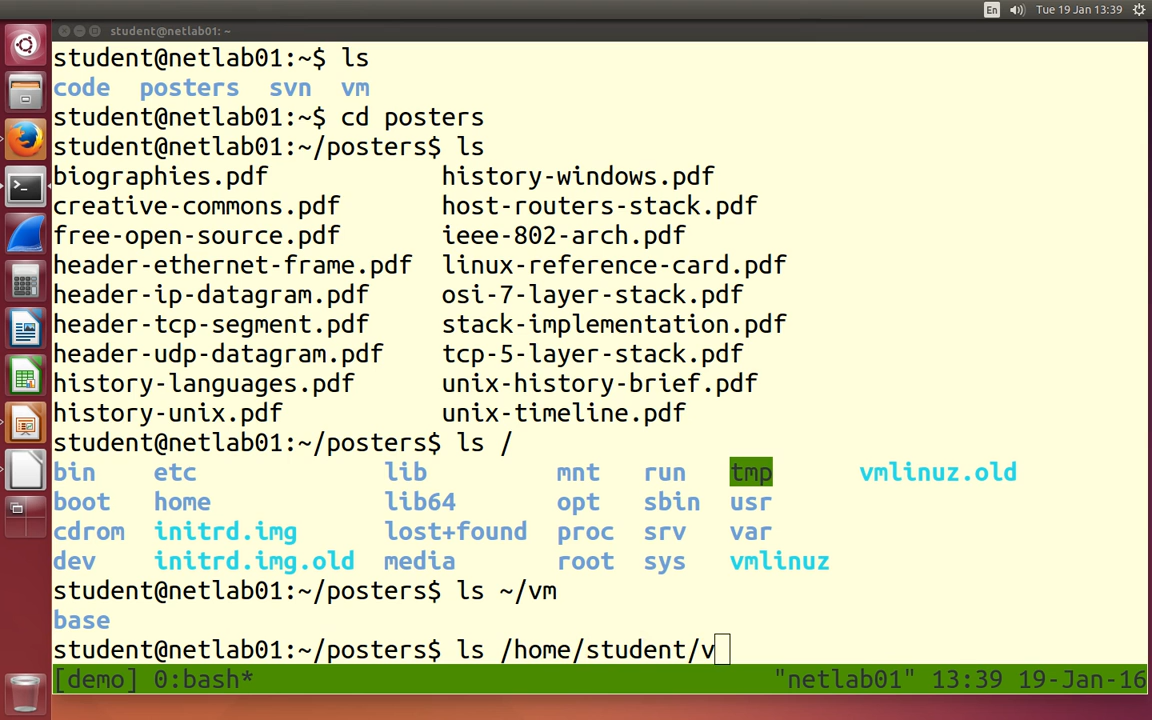 En Tue 19 Jan 13:39
student@netlab01: ~
student@netlab01:~$ ls
code posters svn vm
student@netlab01:~$ cd posters
student@netlab01:~/posters$ ls
biographies.pdf history-windows.pdf
creative-commons.pdf host-routers-stack.pdf
free-open-source.pdf ieee-802-arch.pdf
header-ethernet-frame.pdf linux-reference-card.pdf
header-ip-datagram.pdf osi-7-layer-stack.pdf
header-tcp-segment.pdf stack-implementation.pdf
header-udp-datagram.pdf tcp-5-layer-stack.pdf
history-languages.pdf unix-history-brief.pdf
history-unix.pdf unix-timeline.pdf
student@netlab01:~/posters$ ls /
bin etc lib mnt run tmp vmlinuz.old
boot home lib64 opt sbin usr
cdrom initrd.img lost+found proc srv var
dev initrd.img.old media root sys vmlinuz
student@netlab01:~/posters$ ls ~/vm
base
student@netlab01:~/posters$ ls /home/student/v
[demo] 0:bash* "netlab01" 13:39 19-Jan-16